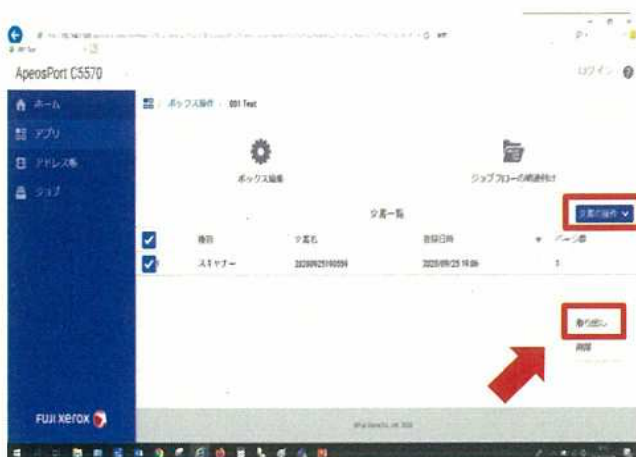 ApeosPort C5570
ログイン
ホーム
アプリ
アドレス帳
ジョブ
ボックス操作
001 Test
ボックス編集
ジョブフローの関連付け
文書一覧
文書の操作
種別
文書名
登録日時
ページ数
スキャナー
20200925190559
2020/09/25 19:06
1
取り出し
削除
FUJI XEROX